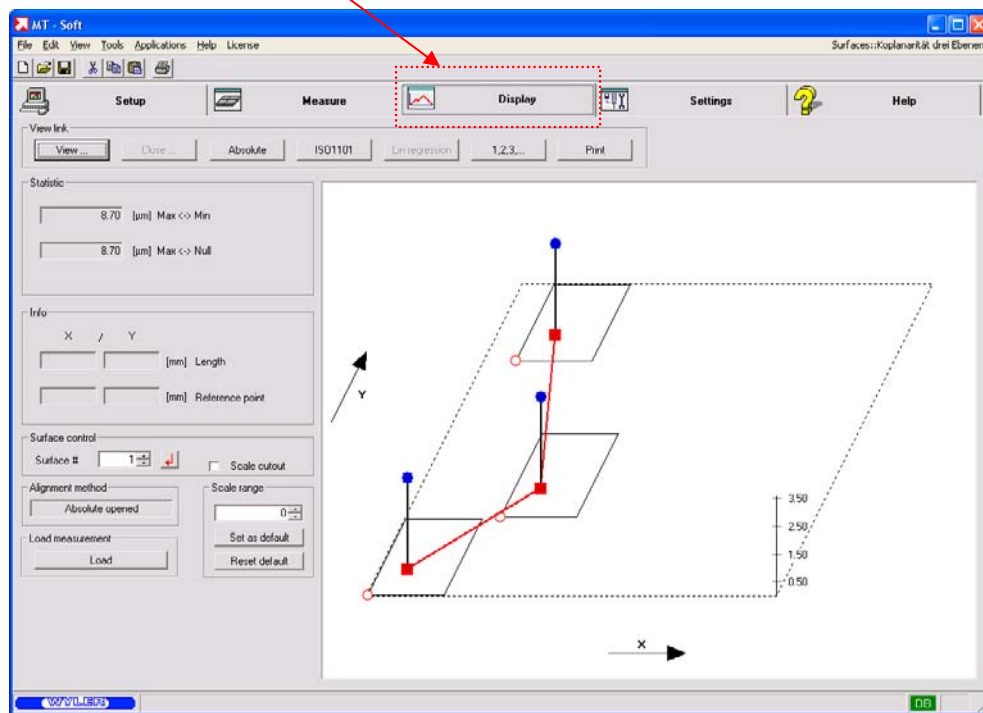 MT - Soft
File Edit View Tools Applications Help License
Surfaces::Koplanarität drei Ebenen
Setup Measure Display Settings Help
View link
View ... Close ... Absolute ISO1101 Lin regression 1,2,3,... Print
Statistic
8.70 [µm] Max <-> Min
8.70 [µm] Max <-> Null
Info
X / Y
[mm] Length
[mm] Reference point
Surface control
Surface # 1 Scale cutout
Alignment method
Absolute opened
Scale range
0
Set as default
Reset default
Load measurement
Load
Y
3.50
2.50
1.50
0.50
X
WYLER
DB